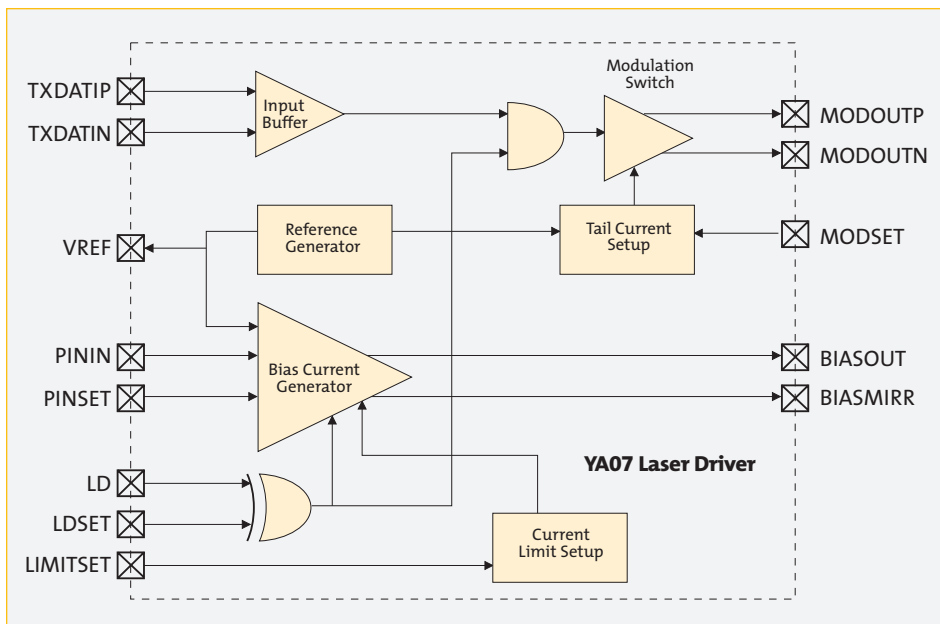 Modulation
Switch
TXDATIP
Input
Buffer
MODOUTP
TXDATIN
MODOUTN
Reference
Generator
Tail Current
Setup
VREF
MODSET
PININ
Bias Current
Generator
BIASOUT
PINSET
BIASMIRR
YA07 Laser Driver
LD
LDSET
Current
Limit Setup
LIMITSET